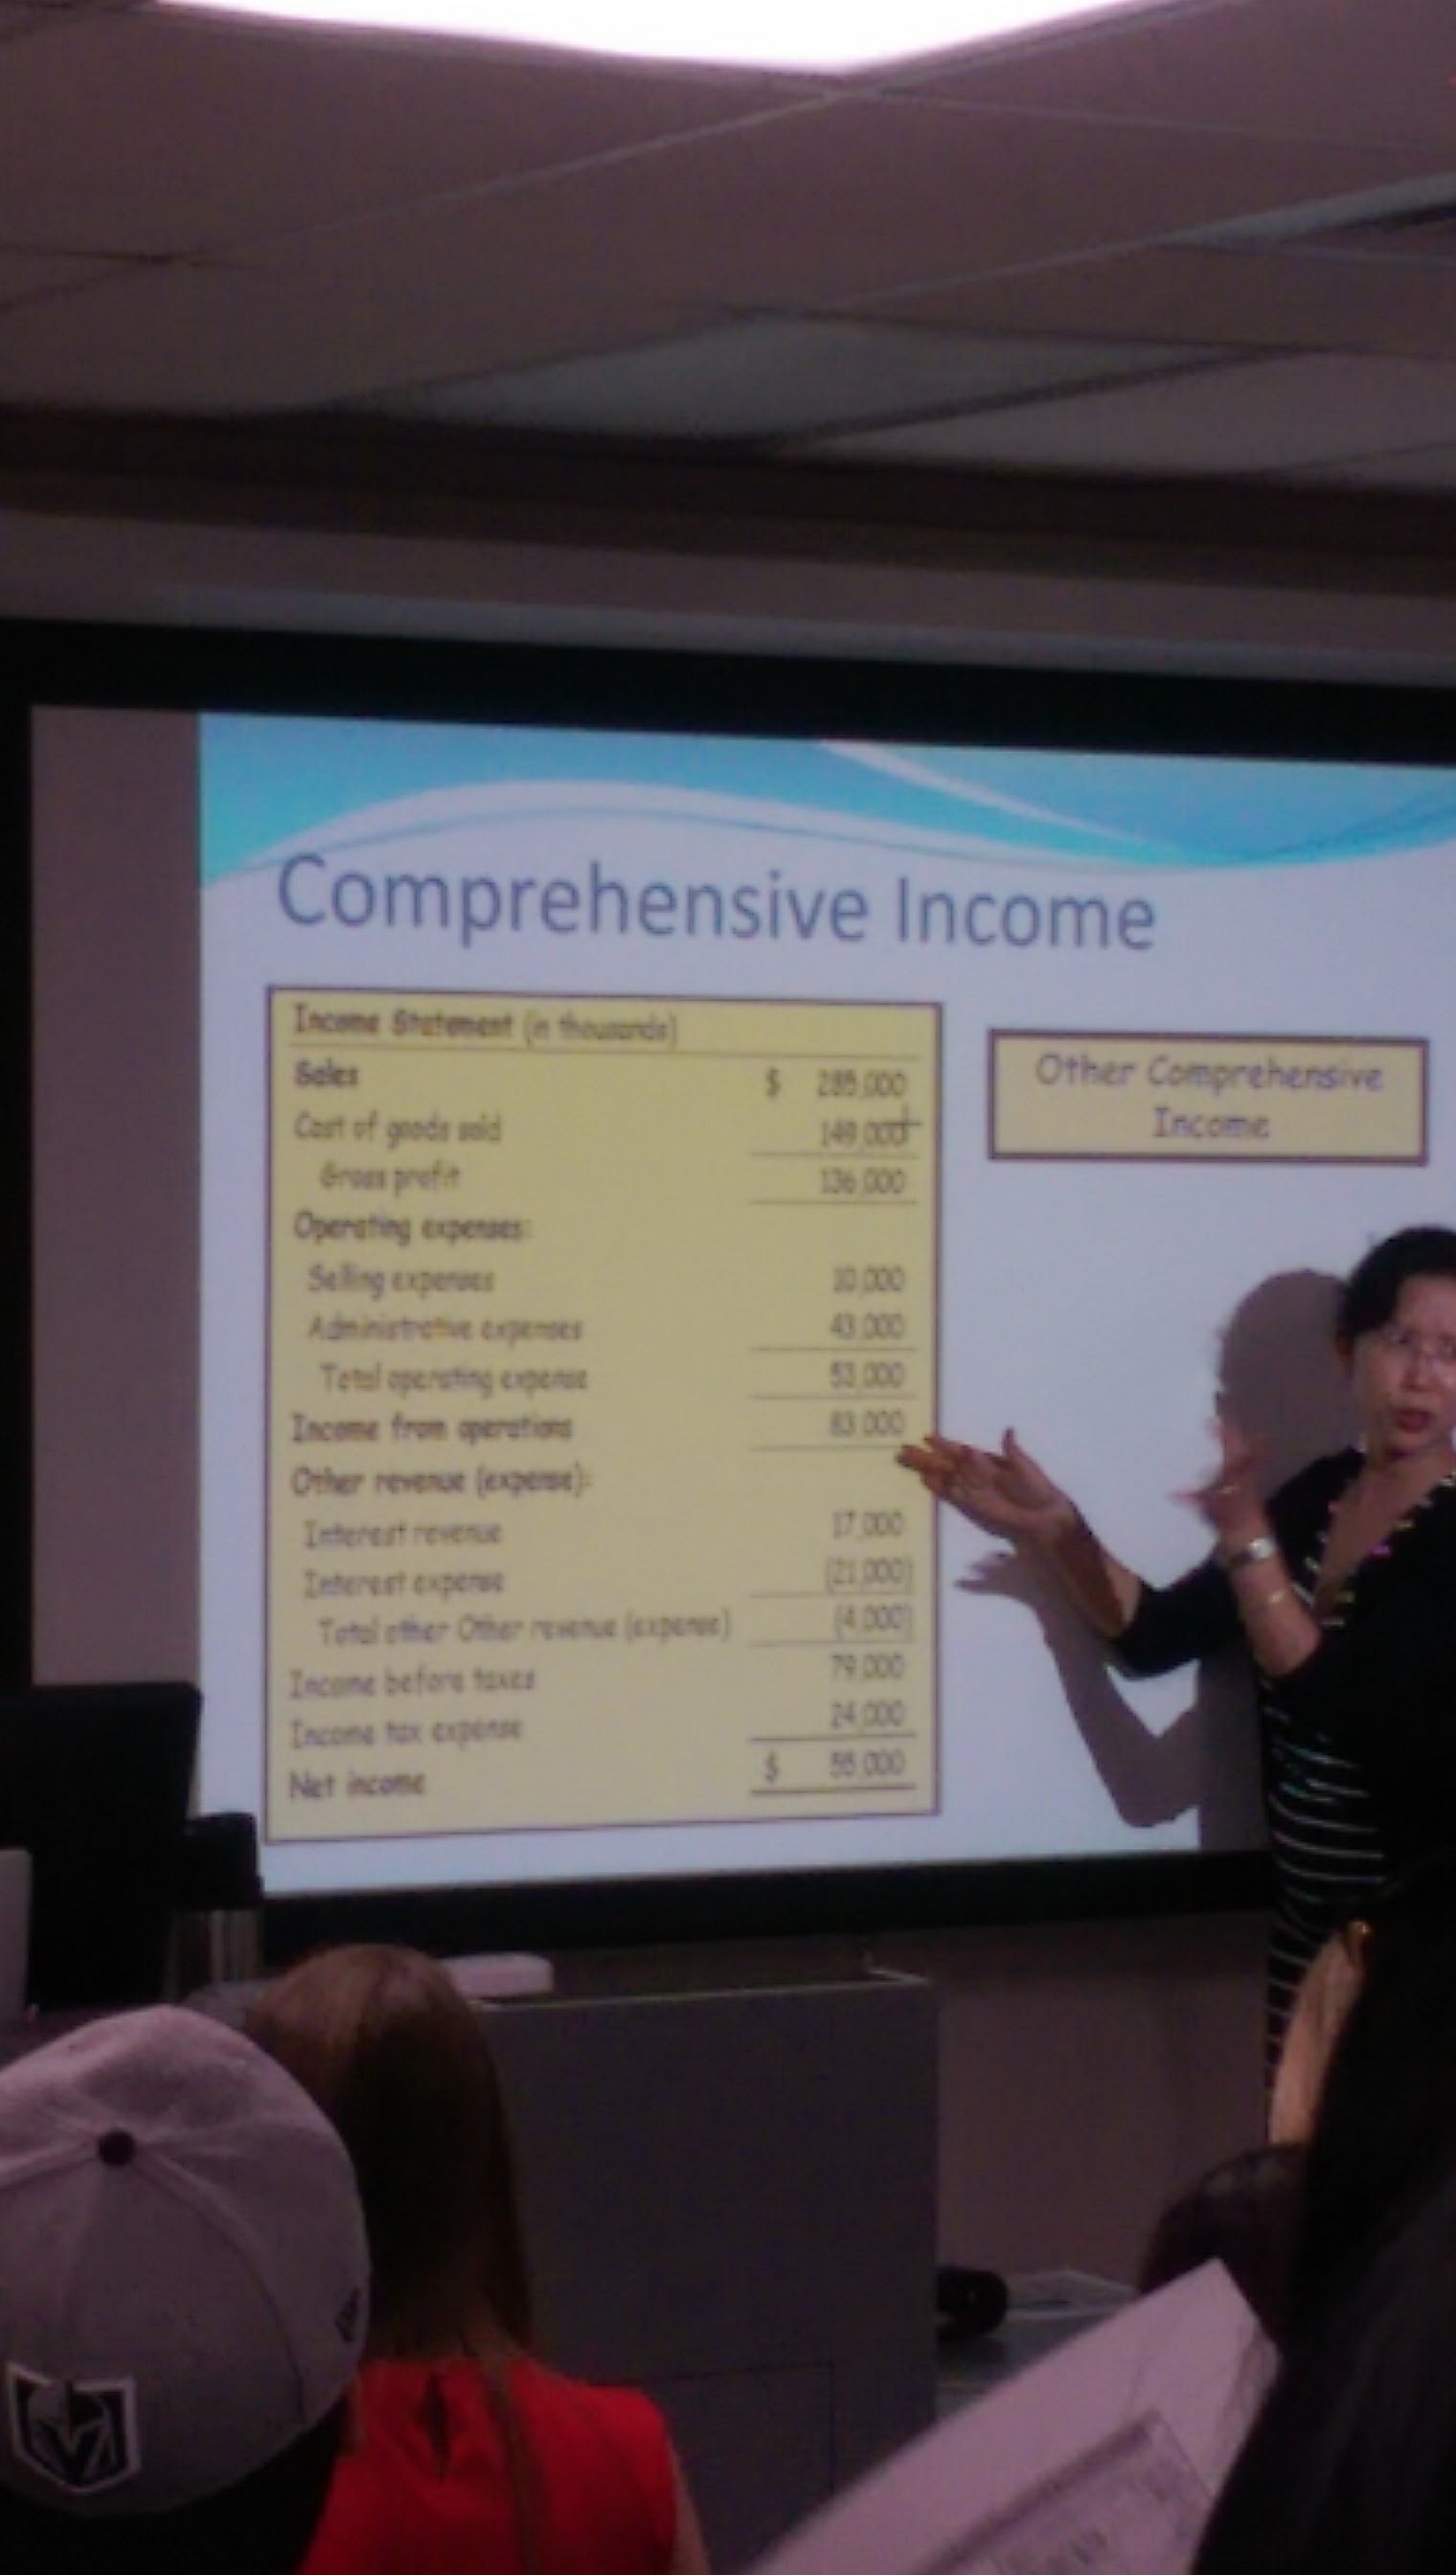 Comprehensive Income
Income Statement (in thousands)
Sales $ 285,000
Cost of goods sold 149,000
Gross profit 136,000
Operating expenses:
Selling expenses 10,000
Administrative expenses 43,000
Total operating expense 53,000
Income from operations 83,000
Other revenue (expense):
Interest revenue 17,000
Interest expense (21,000)
Total other Other revenue (expense) (4,000)
Income before taxes 79,000
Income tax expense 24,000
Net income $ 55,000
Other Comprehensive
Income